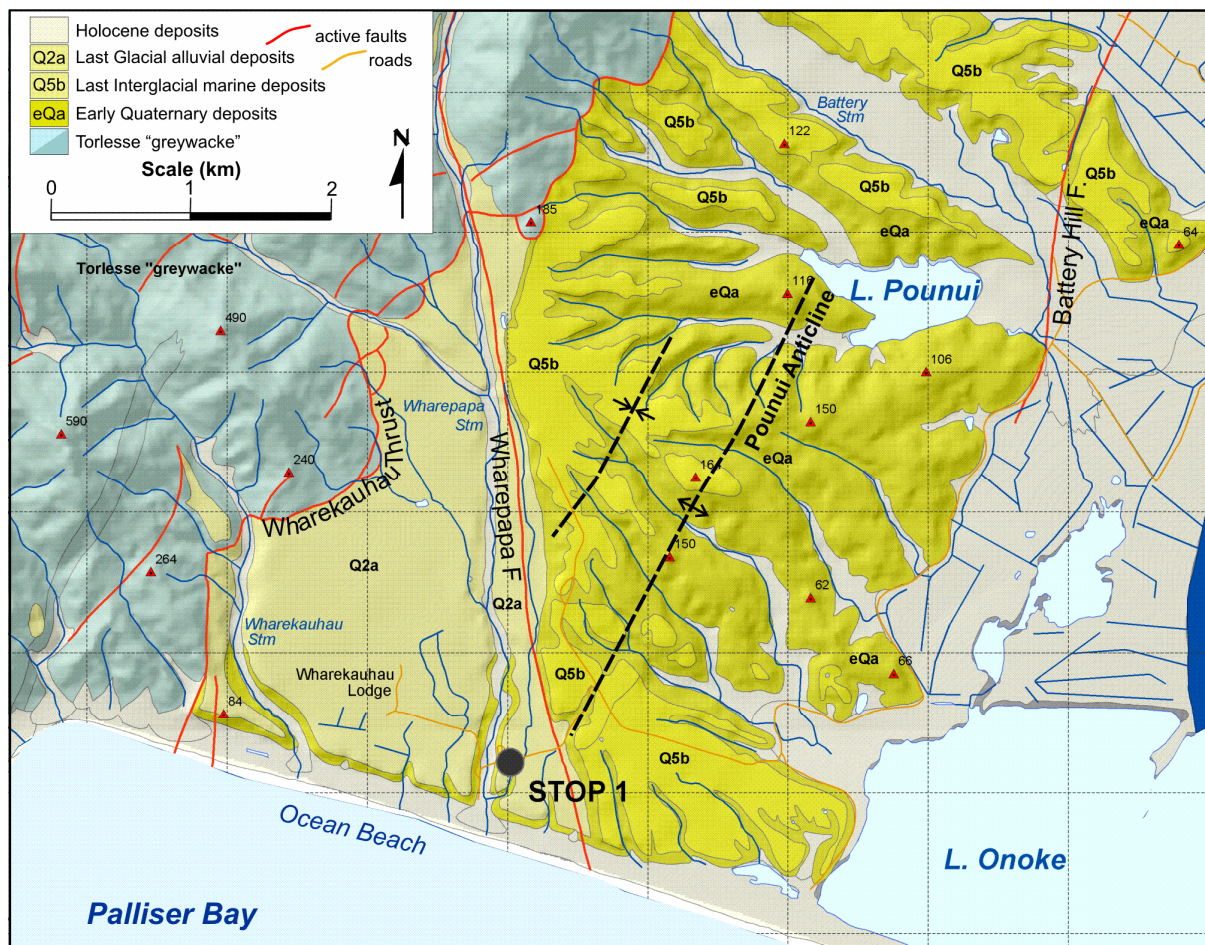 Holocene deposits
Q2a Last Glacial alluvial deposits
Q5b Last Interglacial marine deposits
eQa Early Quaternary deposits
Torlesse "greywacke"
active faults
roads
Scale (km)
0 1 2
N
Q5b
Battery
Stm
Q5b
122
Q5b
Q5b
Q5b
eQa
Battery Hill F.
eQa
64
185
Torlesse "greywacke"
490
590
240
264
116
eQa
L. Pounui
Pounui Anticline
106
150
Q5b
Wharepapa
Stm
Wharepapa F
Wharekauhau Thrust
eQa
164
150
Q2a
Q2a
62
Wharekauhau
Stm
Wharekauhau
Lodge
84
Q5b
eQa
66
Q5b
STOP 1
Ocean Beach
L. Onoke
Palliser Bay